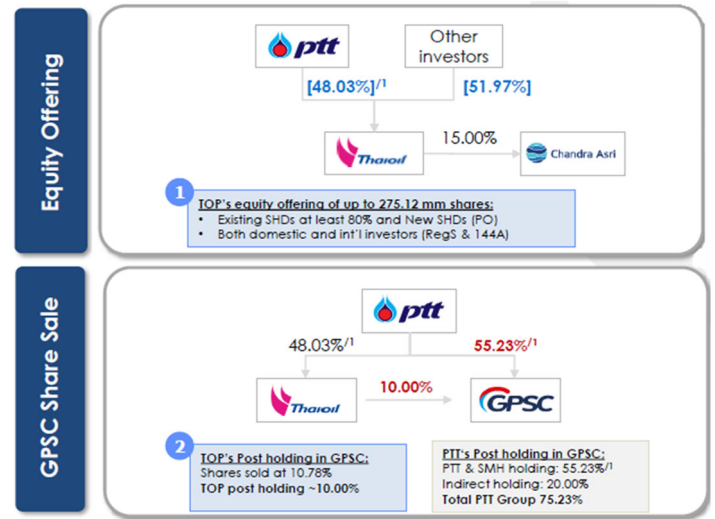 Equity Offering
ptt
Other
investors
[48.03%]/1
[51.97%]
Thaioil
15.00%
Chandra Asri
1
TOP's equity offering of up to 275.12 mm shares:
• Existing SHDs at least 80% and New SHDs (PO)
• Both domestic and int'l investors (RegS & 144A)
GPSC Share Sale
ptt
48.03%/1
55.23%/1
Thaioil
10.00%
GPSC
2
TOP's Post holding in GPSC:
Shares sold at 10.78%
TOP post holding ~10.00%
PTT's Post holding in GPSC:
PTT & SMH holding: 55.23%/1
Indirect holding: 20.00%
Total PTT Group 75.23%